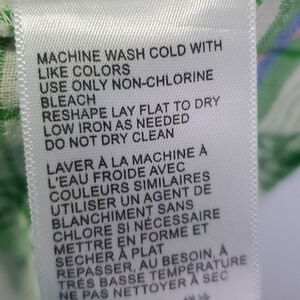 MACHINE WASH COLD WITH
LIKE COLORS
USE ONLY NON-CHLORINE
BLEACH
RESHAPE LAY FLAT TO DRY
LOW IRON AS NEEDED
DO NOT DRY CLEAN
LAVER À LA MACHINE À
L'EAU FROIDE AVEC
COULEURS SIMILAIRES
UTILISER UN AGENT DE
BLANCHIMENT SANS
CHLORE SI NÉCESSAIRE
METTRE EN FORME ET
SÉCHER À PLAT
REPASSER, AU BESOIN, À
TRÈS BASSE TEMPÉRATURE
NE PAS NETTOYER À SEC